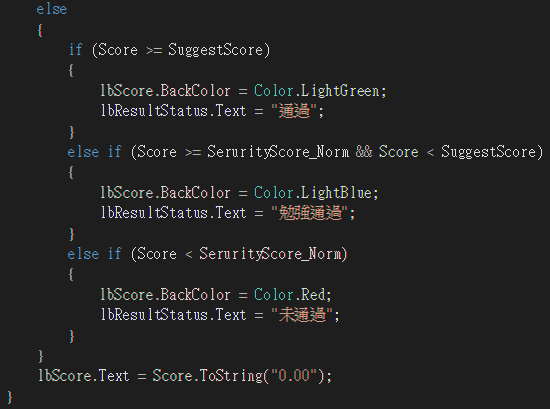 else
{
if (Score >= SuggestScore)
{
lbScore.BackColor = Color.LightGreen;
lbResultStatus.Text = "通過";
}
else if (Score >= SerurityScore_Norm && Score < SuggestScore)
{
lbScore.BackColor = Color.LightBlue;
lbResultStatus.Text = "勉強通過";
}
else if (Score < SerurityScore_Norm)
{
lbScore.BackColor = Color.Red;
lbResultStatus.Text = "未通過";
}
}
lbScore.Text = Score.ToString("0.00");
}